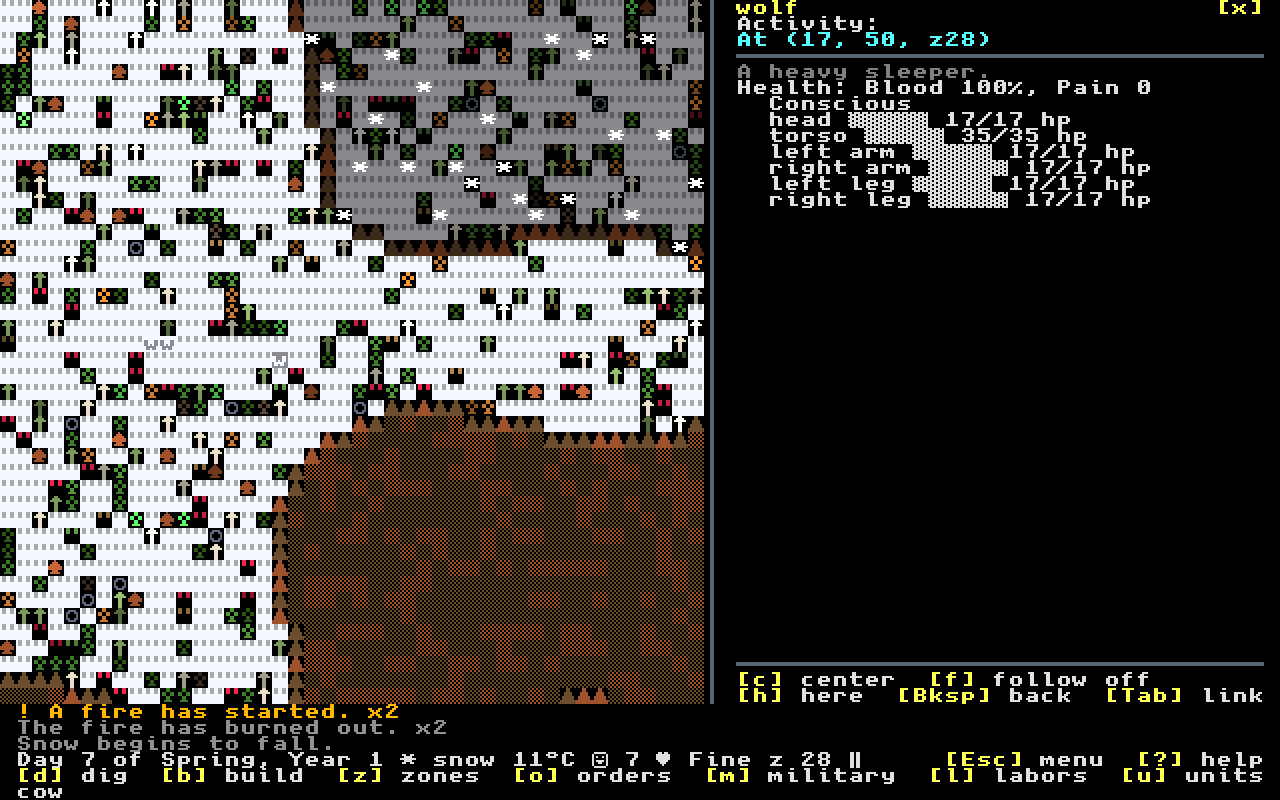 wolf [x]
Activity:
At (17, 50, z28)
A heavy sleeper.
Health: Blood 100%, Pain 0
Conscious
head 17/17 hp
torso 35/35 hp
left arm 17/17 hp
right arm 17/17 hp
left leg 17/17 hp
right leg 17/17 hp
ww
w
[c] center [f] follow off
[h] here [Bksp] back [Tab] link
! A fire has started. x2
The fire has burned out. x2
Snow begins to fall.
Day 7 of Spring, Year 1 * snow 11°C ☺ 7 ♥ Fine z 28 ‖ [Esc] menu [?] help
[d] dig [b] build [z] zones [o] orders [m] military [l] labors [u] units
cow